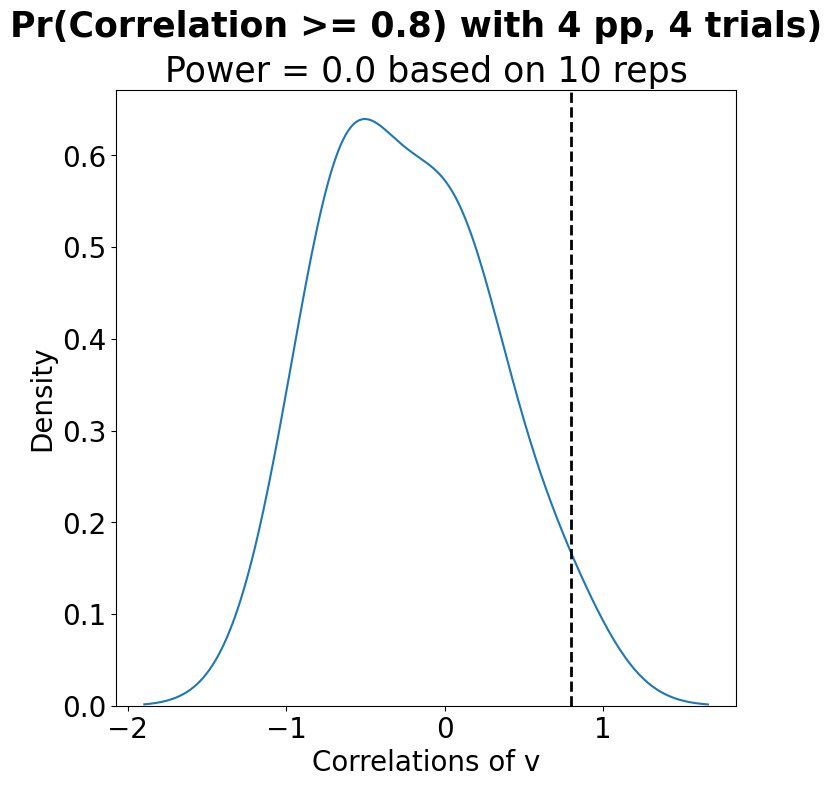 Pr(Correlation >= 0.8) with 4 pp, 4 trials)
Power = 0.0 based on 10 reps
0.6
0.5
0.4
0.3
0.2
0.1
0.0
Density
−2
−1
0
1
Correlations of v